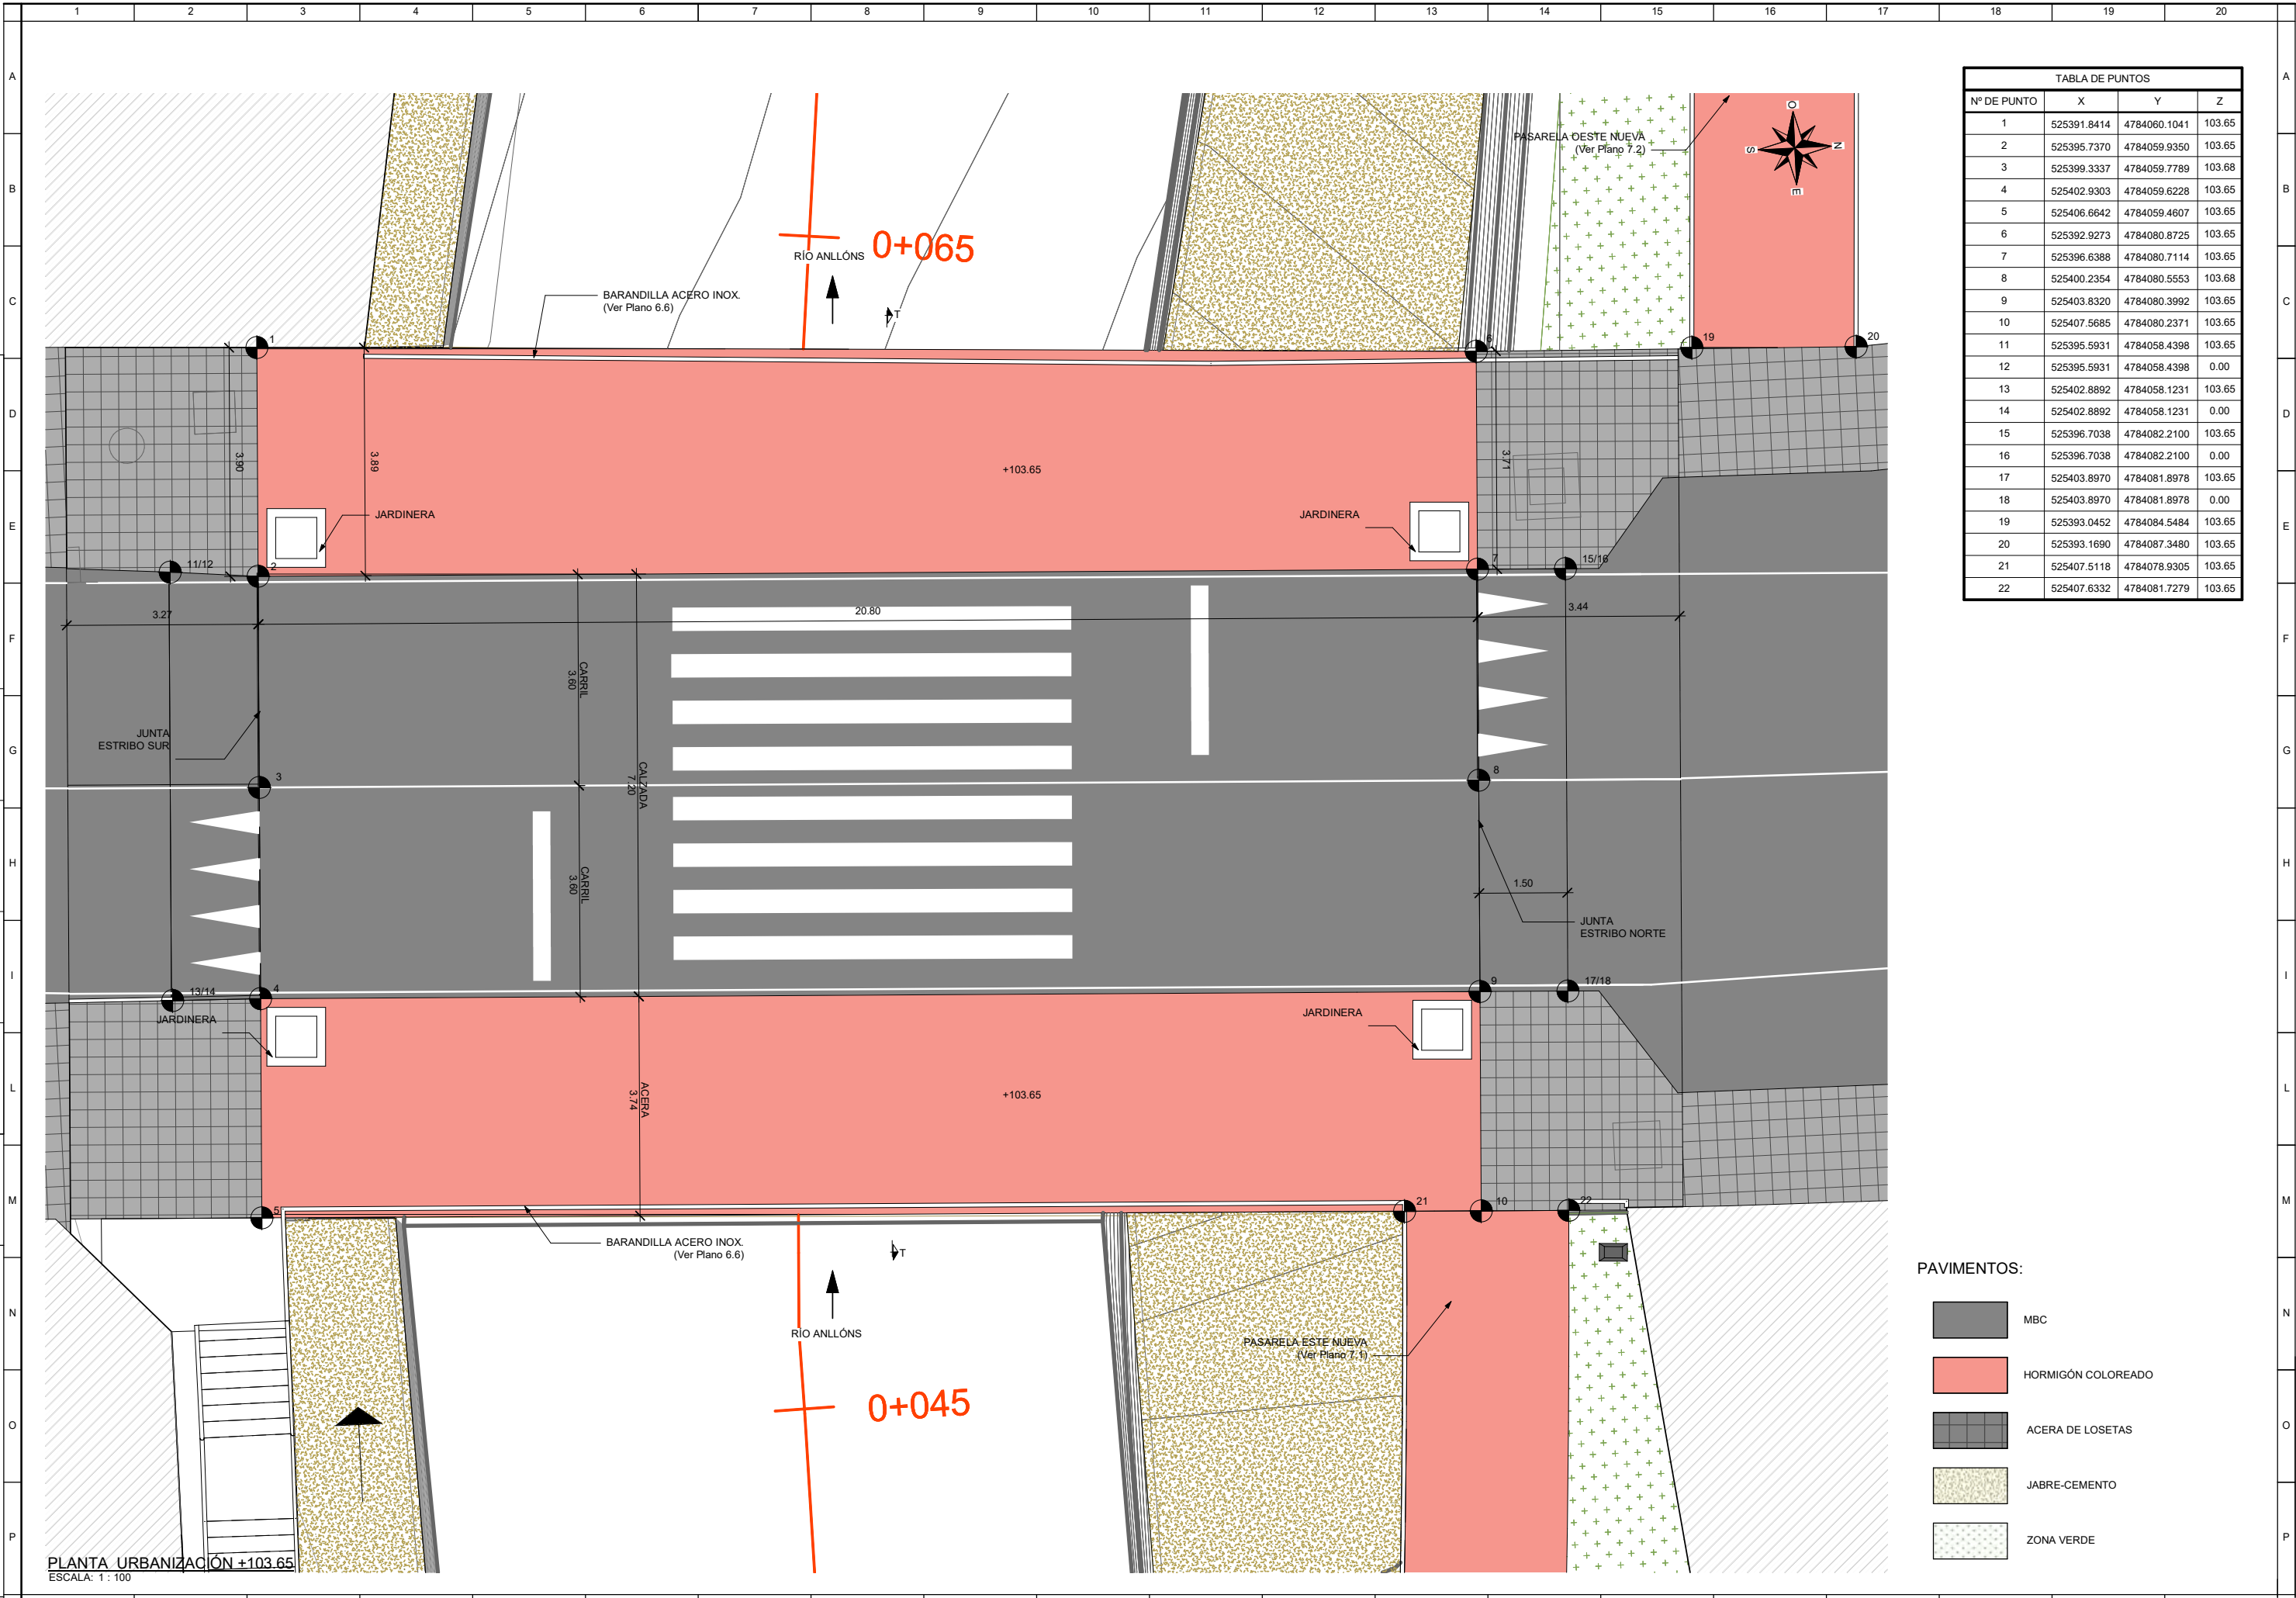 1 2 3 4 5 6 7 8 9 10 11 12 13 14 15 16 17 18 19 20
A A
B B
C C
D D
E E
F F
G G
H H
I I
L L
M M
N N
O O
P P
TABLA DE PUNTOS
Nº DE PUNTO X Y Z
1 525391.8414 4784060.1041 103.65
2 525395.7370 4784059.9350 103.65
3 525399.3337 4784059.7789 103.68
4 525402.9303 4784059.6228 103.65
5 525406.6642 4784059.4607 103.65
6 525392.9273 4784080.8725 103.65
7 525396.6388 4784080.7114 103.65
8 525400.2354 4784080.5553 103.68
9 525403.8320 4784080.3992 103.65
10 525407.5685 4784080.2371 103.65
11 525395.5931 4784058.4398 103.65
12 525395.5931 4784058.4398 0.00
13 525402.8892 4784058.1231 103.65
14 525402.8892 4784058.1231 0.00
15 525396.7038 4784082.2100 103.65
16 525396.7038 4784082.2100 0.00
17 525403.8970 4784081.8978 103.65
18 525403.8970 4784081.8978 0.00
19 525393.0452 4784084.5484 103.65
20 525393.1690 4784087.3480 103.65
21 525407.5118 4784078.9305 103.65
22 525407.6332 4784081.7279 103.65
PASARELA OESTE NUEVA
(Ver Plano 7.2)
O
S
N
E
0+065
RÍO ANLLÓNS
T
BARANDILLA ACERO INOX.
(Ver Plano 6.6)
1
6
19
20
3.90
3.89
+103.65
3.71
JARDINERA
JARDINERA
11/12
2
7
15/16
3.27
20.80
3.44
CARRIL
3.60
JUNTA
ESTRIBO SUR
3
CALZADA
7.20
8
CARRIL
3.60
1.50
JUNTA
ESTRIBO NORTE
13/14
4
9
17/18
JARDINERA
JARDINERA
ACERA
3.74
+103.65
5
21
10
22
BARANDILLA ACERO INOX.
(Ver Plano 6.6)
T
RÍO ANLLÓNS
PASARELA ESTE NUEVA
(Ver Plano 7.1)
0+045
PAVIMENTOS:
MBC
HORMIGÓN COLOREADO
ACERA DE LOSETAS
JABRE-CEMENTO
ZONA VERDE
PLANTA URBANIZACIÓN +103.65
ESCALA: 1 : 100